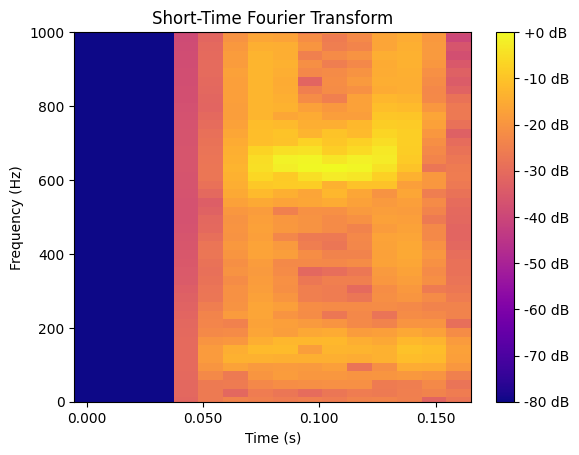 Short-Time Fourier Transform
1000
800
600
400
200
0
Frequency (Hz)
0.000
0.050
0.100
0.150
Time (s)
+0 dB
-10 dB
-20 dB
-30 dB
-40 dB
-50 dB
-60 dB
-70 dB
-80 dB